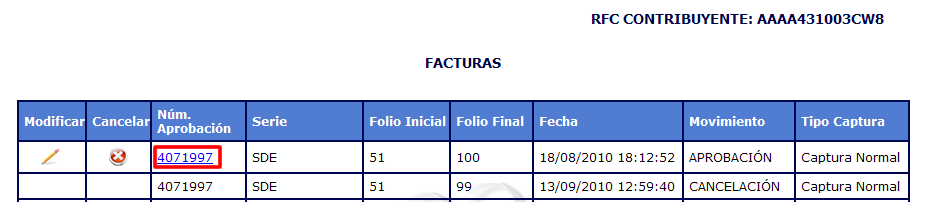 RFC CONTRIBUYENTE: AAAA431003CW8
FACTURAS
Modificar Cancelar Núm. Aprobación Serie Folio Inicial Folio Final Fecha Movimiento Tipo Captura
4071997 SDE 51 100 18/08/2010 18:12:52 APROBACIÓN Captura Normal
4071997 SDE 51 99 13/09/2010 12:59:40 CANCELACIÓN Captura Normal